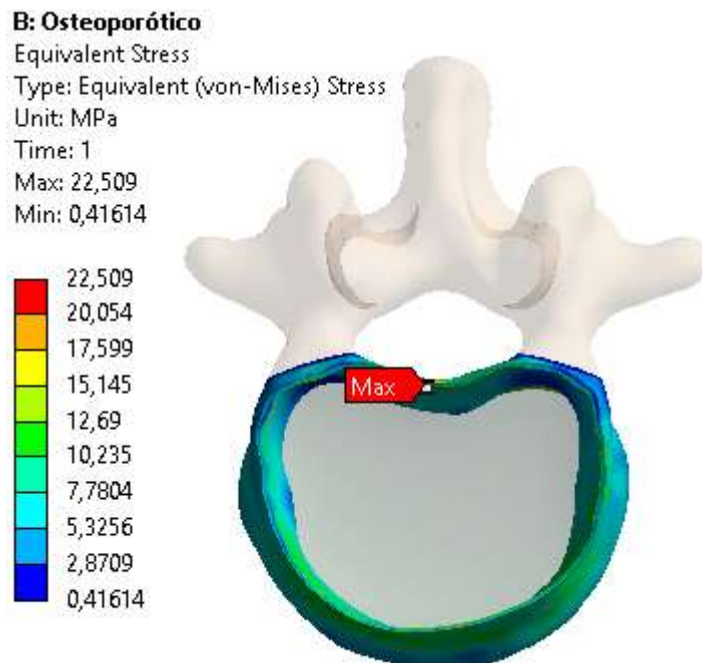 B: Osteoporótico
Equivalent Stress
Type: Equivalent (von-Mises) Stress
Unit: MPa
Time: 1
Max: 22,509
Min: 0,41614
22,509
20,054
17,599
15,145
12,69
10,235
7,7804
5,3256
2,8709
0,41614
Max